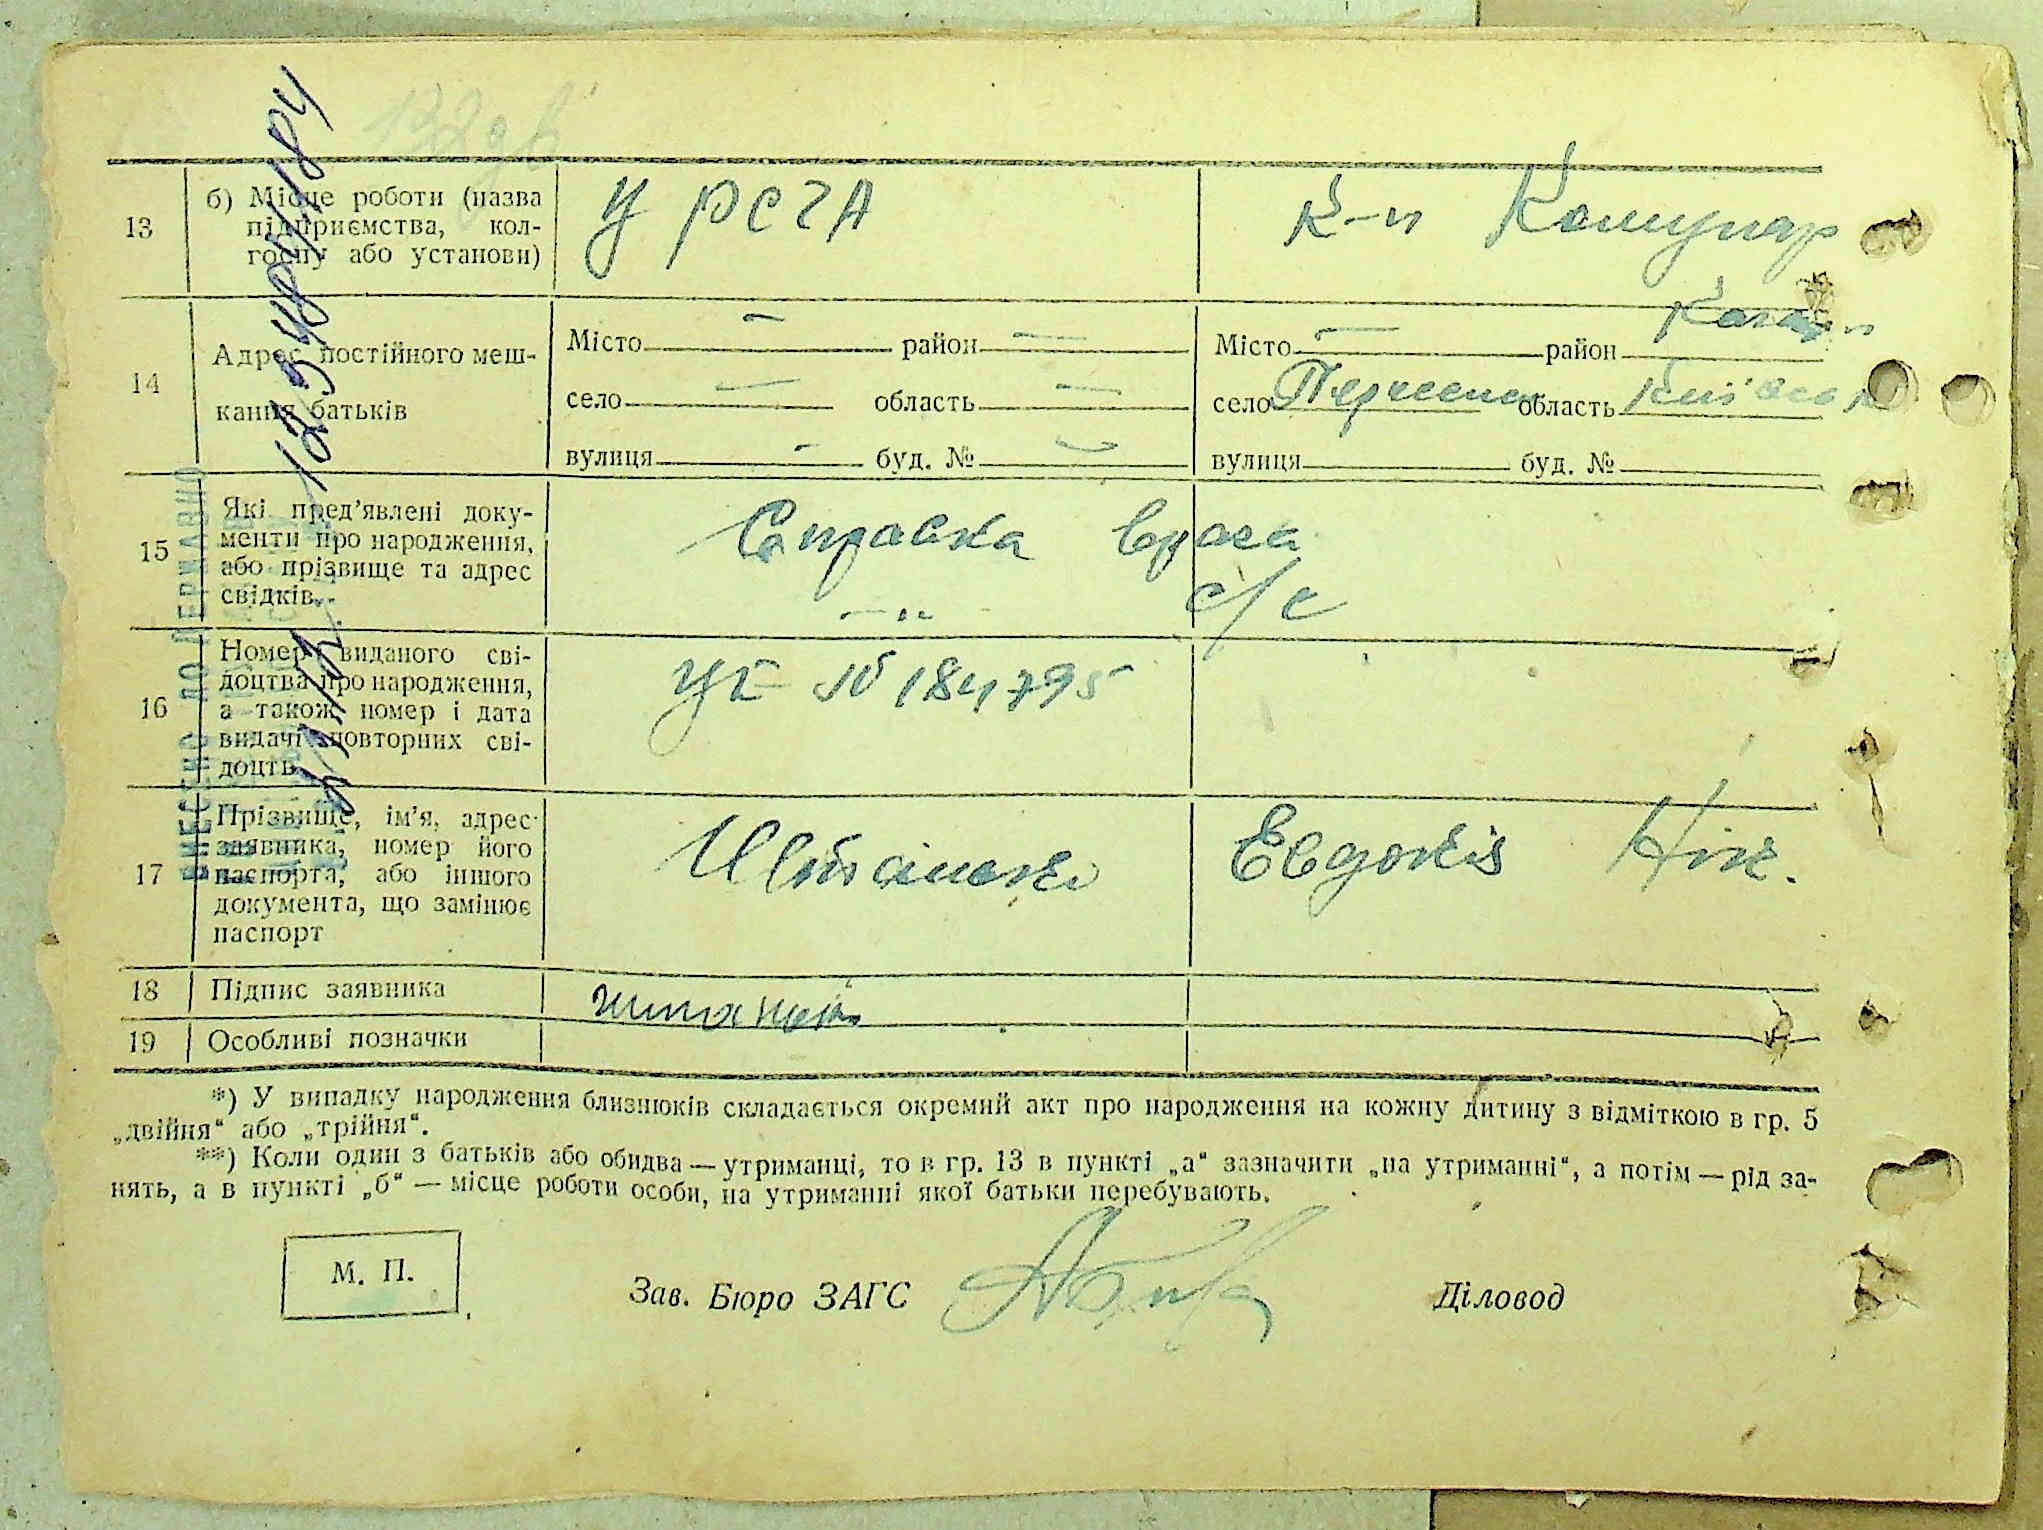 13
б) Місце роботи (назва
підприємства, кол-
госпу або установи)
У РСЧА
к-п Комунар
14
Адрес постійного меш-
кання батьків
Місто — район —
село — область —
вулиця — буд. №
Місто — район
село область
вулиця буд. №
15
Які пред'явлені доку-
менти про народження,
або прізвище та адрес
свідків.
Справка
с/с
16
Номер виданого сві-
доцтва про народження,
а також номер і дата
видачі повторних сві-
доцтв
№ 184795
17
Прізвище, ім'я, адрес
заявника, номер його
паспорта, або іншого
документа, що замінює
паспорт
Евдокія Нік.
18
Підпис заявника
19
Особливі позначки
ВНЕСЕНО ДО ДЕРЖАВНО
*) У випадку народження близнюків складається окремий акт про народження на кожну дитину з відміткою в гр. 5
„двійня“ або „трійня“.
**) Коли один з батьків або обидва — утриманці, то в гр. 13 в пункті „а“ зазначити „на утриманні“, а потім — рід за-
нять, а в пункті „б“ — місце роботи особи, на утриманні якої батьки перебувають.
М. П.
Зав. Бюро ЗАГС
Діловод